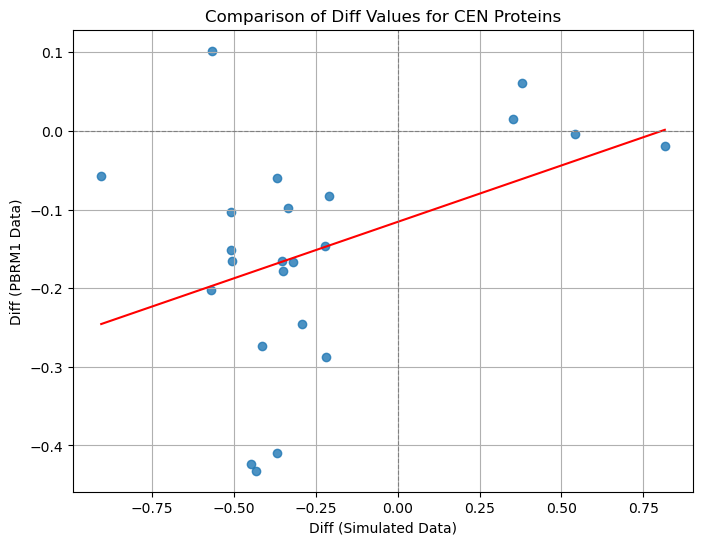 Comparison of Diff Values for CEN Proteins
0.1
0.0
−0.1
−0.2
−0.3
−0.4
Diff (PBRM1 Data)
−0.75 −0.50 −0.25 0.00 0.25 0.50 0.75
Diff (Simulated Data)